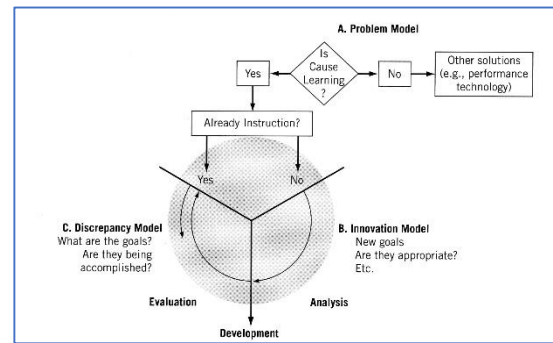 A. Problem Model
Is
Cause
Learning
?
Yes
No
Other solutions
(e.g., performance
technology)
Already Instruction?
Yes
No
C. Discrepancy Model
What are the goals?
Are they being
accomplished?
B. Innovation Model
New goals
Are they appropriate?
Etc.
Evaluation
Analysis
Development